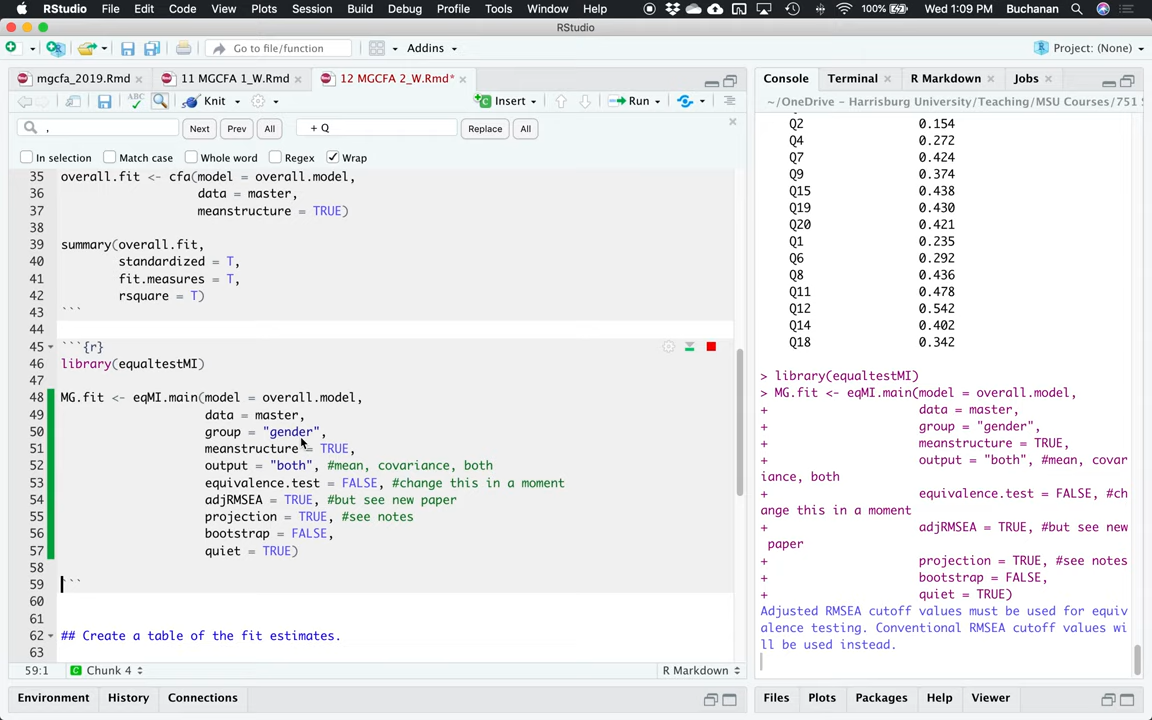 RStudio File Edit Code View Plots Session Build Debug Profile Tools Window Help 100% Wed 1:09 PM Buchanan
RStudio
Go to file/function Addins Project: (None)
mgcfa_2019.Rmd 11 MGCFA 1_W.Rmd 12 MGCFA 2_W.Rmd*
Knit Insert Run
, Next Prev All + Q Replace All
In selection Match case Whole word Regex Wrap
35 overall.fit <- cfa(model = overall.model,
36 data = master,
37 meanstructure = TRUE)
38
39 summary(overall.fit,
40 standardized = T,
41 fit.measures = T,
42 rsquare = T)
43 ```
44
45 ```{r}
46 library(equaltestMI)
47
48 MG.fit <- eqMI.main(model = overall.model,
49 data = master,
50 group = "gender",
51 meanstructure = TRUE,
52 output = "both", #mean, covariance, both
53 equivalence.test = FALSE, #change this in a moment
54 adjRMSEA = TRUE, #but see new paper
55 projection = TRUE, #see notes
56 bootstrap = FALSE,
57 quiet = TRUE)
58
59 ```
60
61
62 ## Create a table of the fit estimates.
63
59:1 Chunk 4 R Markdown
Environment History Connections
Console Terminal R Markdown Jobs
~/OneDrive - Harrisburg University/Teaching/MSU Courses/751 S
Q2 0.154
Q4 0.272
Q7 0.424
Q9 0.374
Q15 0.438
Q19 0.430
Q20 0.421
Q1 0.235
Q6 0.292
Q8 0.436
Q11 0.478
Q12 0.542
Q14 0.402
Q18 0.342
> library(equaltestMI)
> MG.fit <- eqMI.main(model = overall.model,
+ data = master,
+ group = "gender",
+ meanstructure = TRUE,
+ output = "both", #mean, covar
iance, both
+ equivalence.test = FALSE, #ch
ange this in a moment
+ adjRMSEA = TRUE, #but see new
paper
+ projection = TRUE, #see notes
+ bootstrap = FALSE,
+ quiet = TRUE)
Adjusted RMSEA cutoff values must be used for equiv
alence testing. Conventional RMSEA cutoff values wi
ll be used instead.
Files Plots Packages Help Viewer